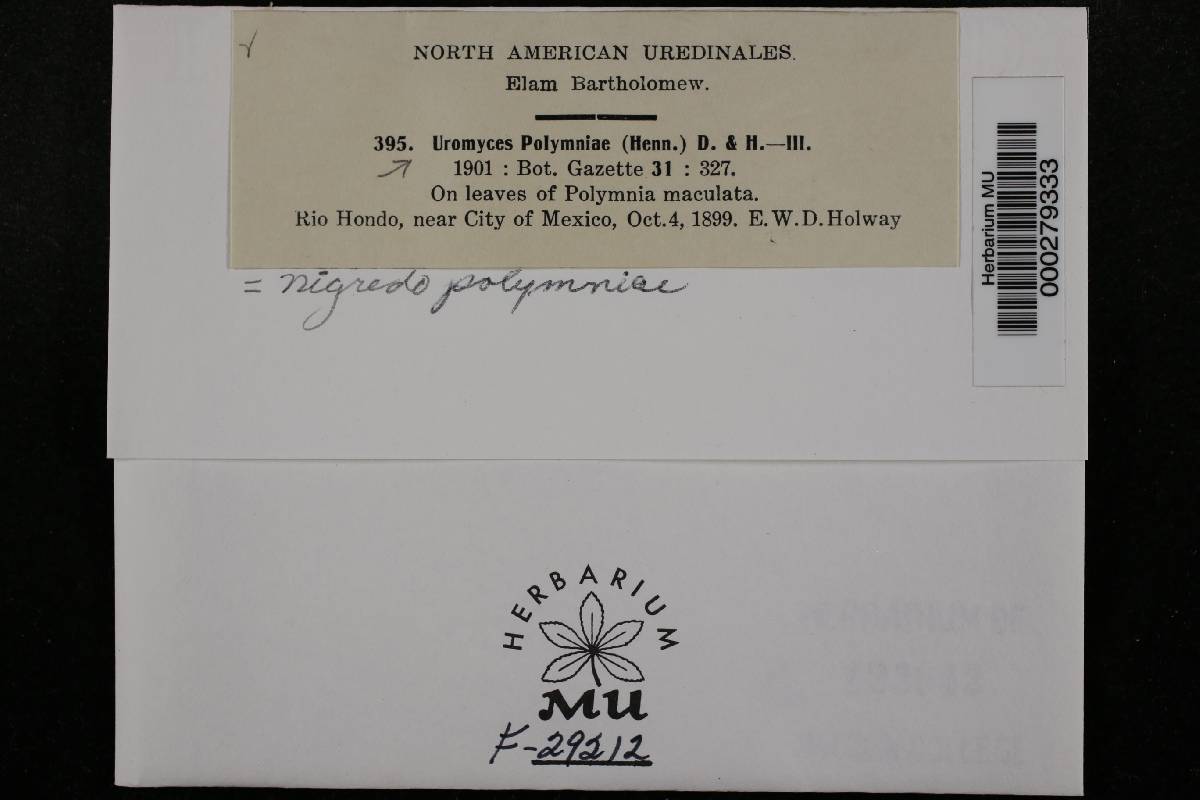 NORTH AMERICAN UREDINALES.
Elam Bartholomew.
395. Uromyces Polymniae (Henn.) D. & H.—III.
1901 : Bot. Gazette 31 : 327.
On leaves of Polymnia maculata.
Rio Hondo, near City of Mexico, Oct. 4, 1899. E. W. D. Holway
= nigredo polymniae
Herbarium MU
000279333
HERBARIUM
MU
F-29212